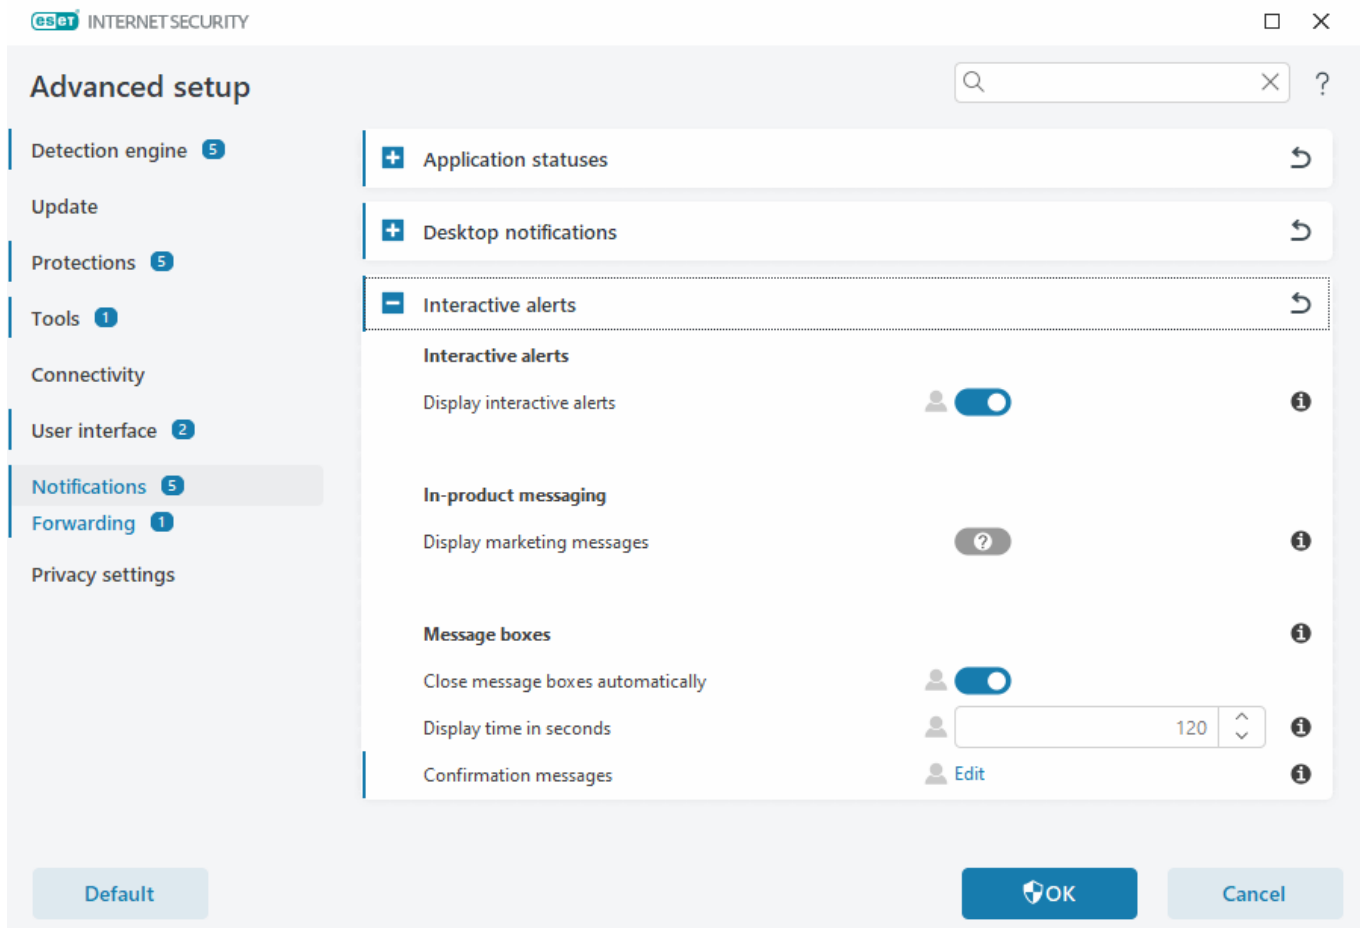 eset INTERNET SECURITY
Advanced setup
?
Detection engine 5
Update
Protections 5
Tools 1
Connectivity
User interface 2
Notifications 5
Forwarding 1
Privacy settings
Application statuses
Desktop notifications
Interactive alerts
Interactive alerts
Display interactive alerts
In-product messaging
Display marketing messages ?
Message boxes
Close message boxes automatically
Display time in seconds 120
Confirmation messages Edit
Default
OK
Cancel